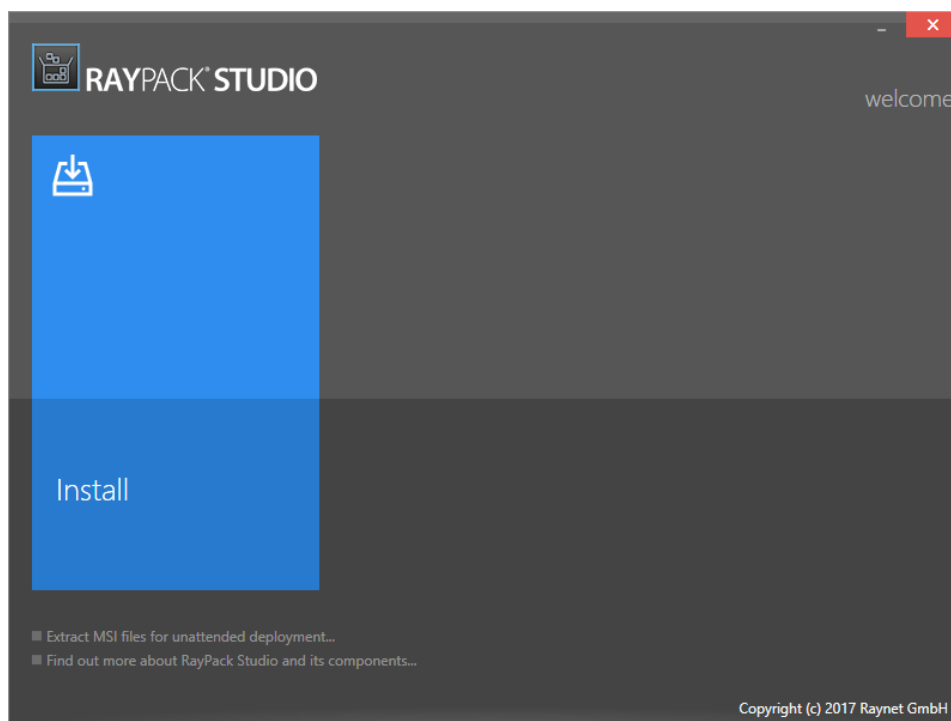 RAYPACK® STUDIO
welcome
Install
Extract MSI files for unattended deployment...
Find out more about RayPack Studio and its components...
Copyright (c) 2017 Raynet GmbH